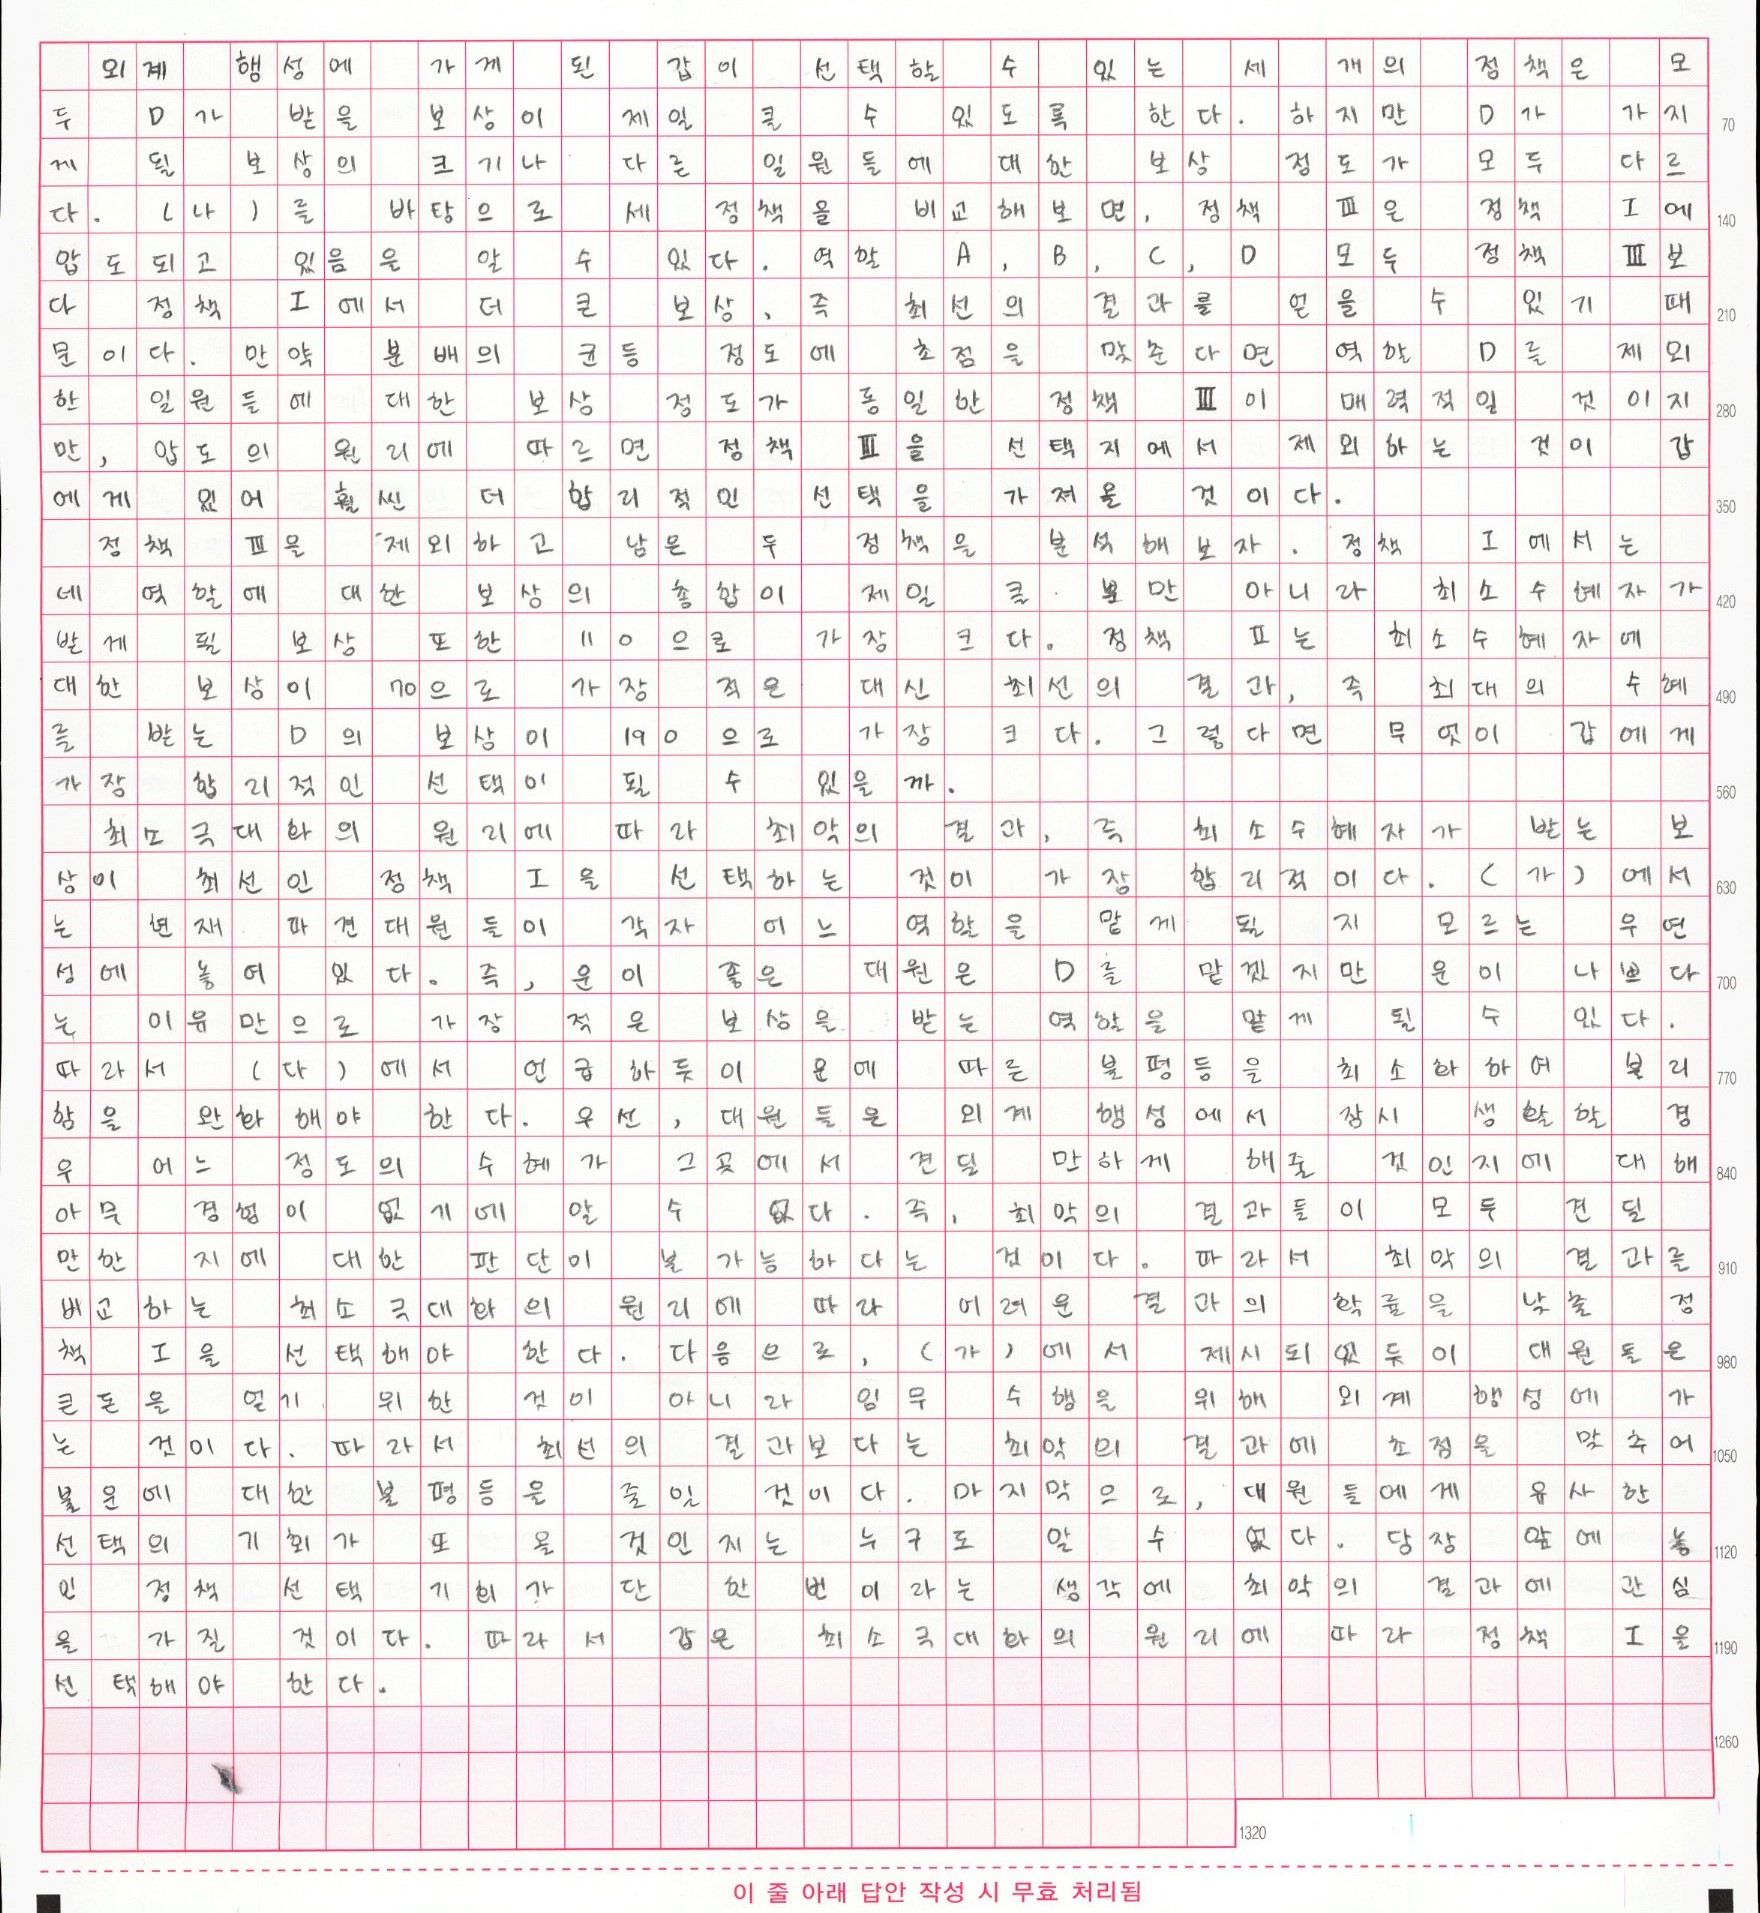 외계 행성에 가게 된 갑이 선택할 수 있는 세 개의 정책은 모
두 D가 받을 보상이 제일 클 수 있도록 한다. 하지만 D가 가지
70
게 될 보상의 크기나 다른 일원들에 대한 보상 정도가 모두 다르
다. (나)를 바탕으로 세 정책을 비교해보면, 정책 Ⅲ은 정책 Ⅰ에
140
압도되고 있음을 알 수 있다. 역할 A, B, C, D 모두 정책 Ⅲ보
다 정책 Ⅰ에서 더 큰 보상, 즉 최선의 결과를 얻을 수 있기 때
210
문이다. 만약 분배의 균등 정도에 초점을 맞춘다면 역할 D를 제외
한 일원들에 대한 보상 정도가 동일한 정책 Ⅲ이 매력적일 것이지
280
만, 압도의 원리에 따르면 정책 Ⅲ을 선택지에서 제외하는 것이 갑
에게 있어 훨씬 더 합리적인 선택을 가져올 것이다.
350
정책 Ⅲ을 제외하고 남은 두 정책을 분석해보자. 정책 Ⅰ에서는
네 역할에 대한 보상의 총합이 제일 클 뿐만 아니라 최소수혜자가
420
받게 될 보상 또한 110으로 가장 크다. 정책 Ⅱ는 최소수혜자에
대한 보상이 70으로 가장 적은 대신 최선의 결과, 즉 최대의 수혜
490
를 받는 D의 보상이 190으로 가장 크다. 그렇다면 무엇이 갑에게
가장 합리적인 선택이 될 수 있을까.
560
최소극대화의 원리에 따라 최악의 결과, 즉 최소수혜자가 받는 보
상이 최선인 정책 Ⅰ을 선택하는 것이 가장 합리적이다. (가)에서
630
는 현재 파견대원들이 각자 어느 역할을 맡게 될 지 모르는 우연
성에 놓여 있다. 즉, 운이 좋은 대원은 D를 맡겠지만 운이 나쁘다
700
는 이유만으로 가장 적은 보상을 받는 역할을 맡게 될 수 있다.
따라서 (다)에서 언급하듯이 운에 따른 불평등을 최소화하여 불리
770
함을 완화해야 한다. 우선, 대원들은 외계 행성에서 잠시 생활할 경
우 어느 정도의 수혜가 그곳에서 견딜 만하게 해줄 것인지에 대해
840
아무 경험이 없기에 알 수 없다. 즉, 최악의 결과들이 모두 견딜
만한 지에 대한 판단이 불가능하다는 것이다. 따라서 최악의 결과를
910
비교하는 최소극대화의 원리에 따라 어려운 결과의 확률을 낮출 정
책 Ⅰ을 선택해야 한다. 다음으로, (가)에서 제시되었듯이 대원들은
980
큰돈을 얻기 위한 것이 아니라 임무 수행을 위해 외계 행성에 가
는 것이다. 따라서 최선의 결과보다는 최악의 결과에 초점을 맞추어
1050
불운에 대한 불평등을 줄일 것이다. 마지막으로, 대원들에게 유사한
선택의 기회가 또 올 것인지는 누구도 알 수 없다. 당장 앞에 놓
1120
인 정책 선택 기회가 단 한 번이라는 생각에 최악의 결과에 관심
을 가질 것이다. 따라서 갑은 최소극대화의 원리에 따라 정책 Ⅰ을
1190
선택해야 한다.
1260
1320
이 줄 아래 답안 작성 시 무효 처리됨